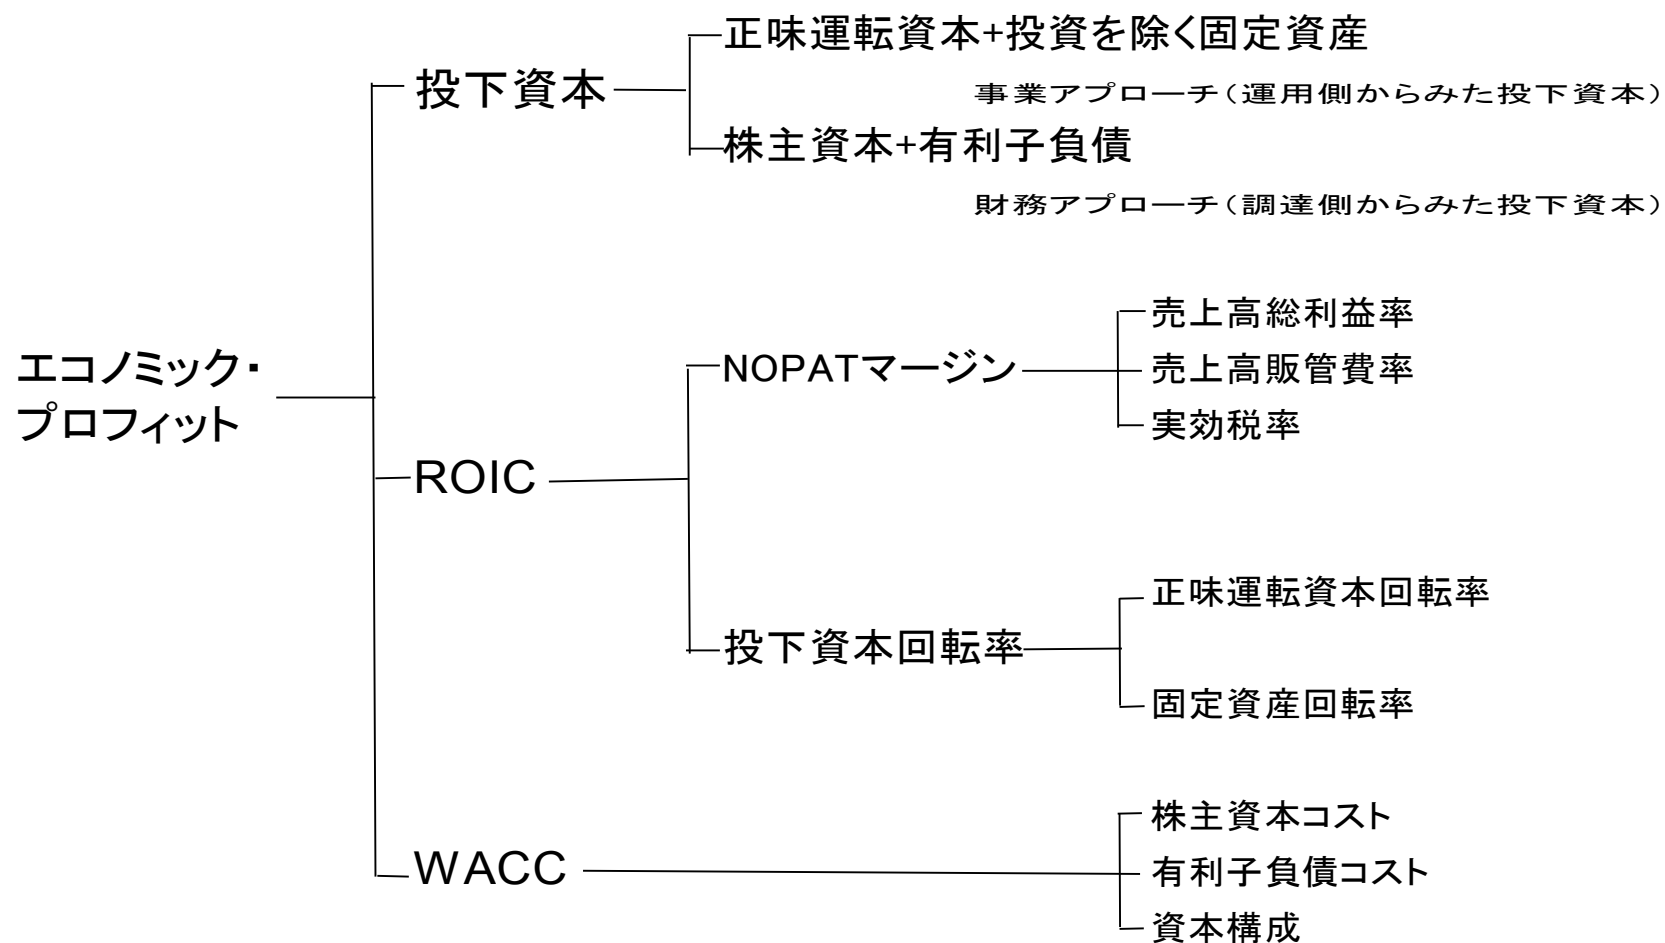 正味運転資本+投資を除く固定資産
投下資本
事業アプローチ（運用側からみた投下資本）
株主資本+有利子負債
財務アプローチ（調達側からみた投下資本）
エコノミック・
プロフィット
売上高総利益率
NOPATマージン
売上高販管費率
実効税率
ROIC
正味運転資本回転率
投下資本回転率
固定資産回転率
株主資本コスト
WACC
有利子負債コスト
資本構成